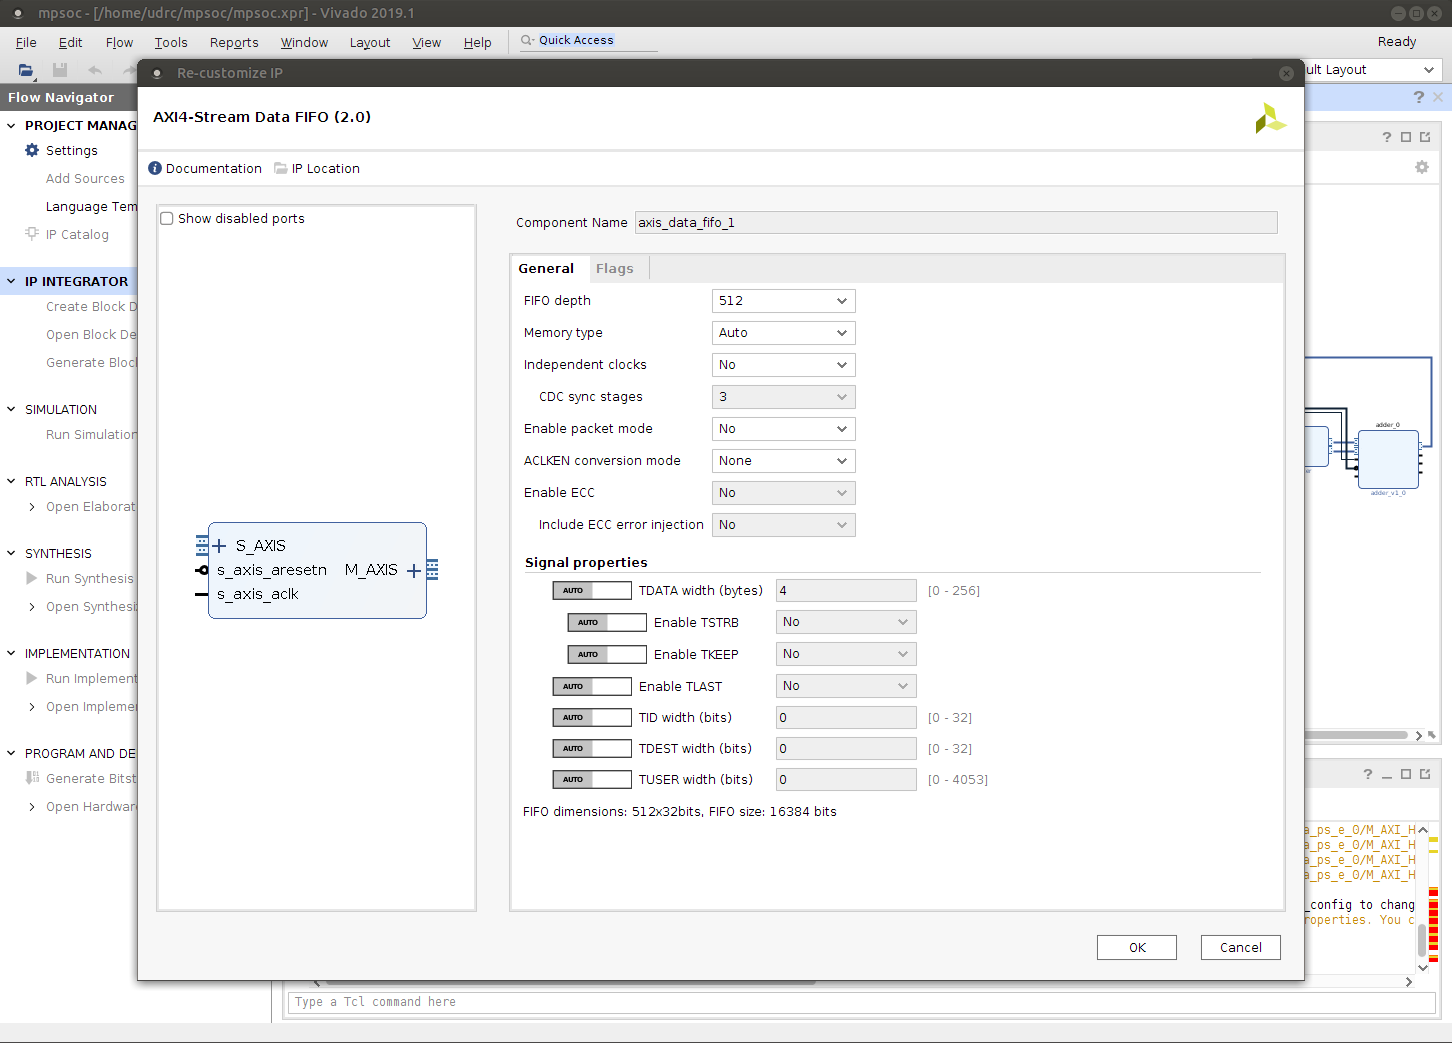 mpsoc - [/home/udrc/mpsoc/mpsoc.xpr] - Vivado 2019.1
File Edit Flow Tools Reports Window Layout View Help Quick Access Ready
ult Layout
Flow Navigator
PROJECT MANAG
Settings
Add Sources
Language Tem
IP Catalog
IP INTEGRATOR
Create Block D
Open Block De
Generate Bloc
SIMULATION
Run Simulation
RTL ANALYSIS
Open Elaborat
SYNTHESIS
Run Synthesis
Open Synthesi
IMPLEMENTATION
Run Implement
Open Implemen
PROGRAM AND DE
Generate Bitst
Open Hardware
Re-customize IP
AXI4-Stream Data FIFO (2.0)
Documentation IP Location
Show disabled ports
S_AXIS
s_axis_aresetn M_AXIS
s_axis_aclk
Component Name axis_data_fifo_1
General Flags
FIFO depth 512
Memory type Auto
Independent clocks No
CDC sync stages 3
Enable packet mode No
ACLKEN conversion mode None
Enable ECC No
Include ECC error injection No
Signal properties
AUTO TDATA width (bytes) 4 [0 - 256]
AUTO Enable TSTRB No
AUTO Enable TKEEP No
AUTO Enable TLAST No
AUTO TID width (bits) 0 [0 - 32]
AUTO TDEST width (bits) 0 [0 - 32]
AUTO TUSER width (bits) 0 [0 - 4053]
FIFO dimensions: 512x32bits, FIFO size: 16384 bits
OK Cancel
adder_0
adder_v1_0
a_ps_e_0/M_AXI_H
a_ps_e_0/M_AXI_H
a_ps_e_0/M_AXI_H
a_ps_e_0/M_AXI_H
_config to chang
roperties. You c
Type a Tcl command here